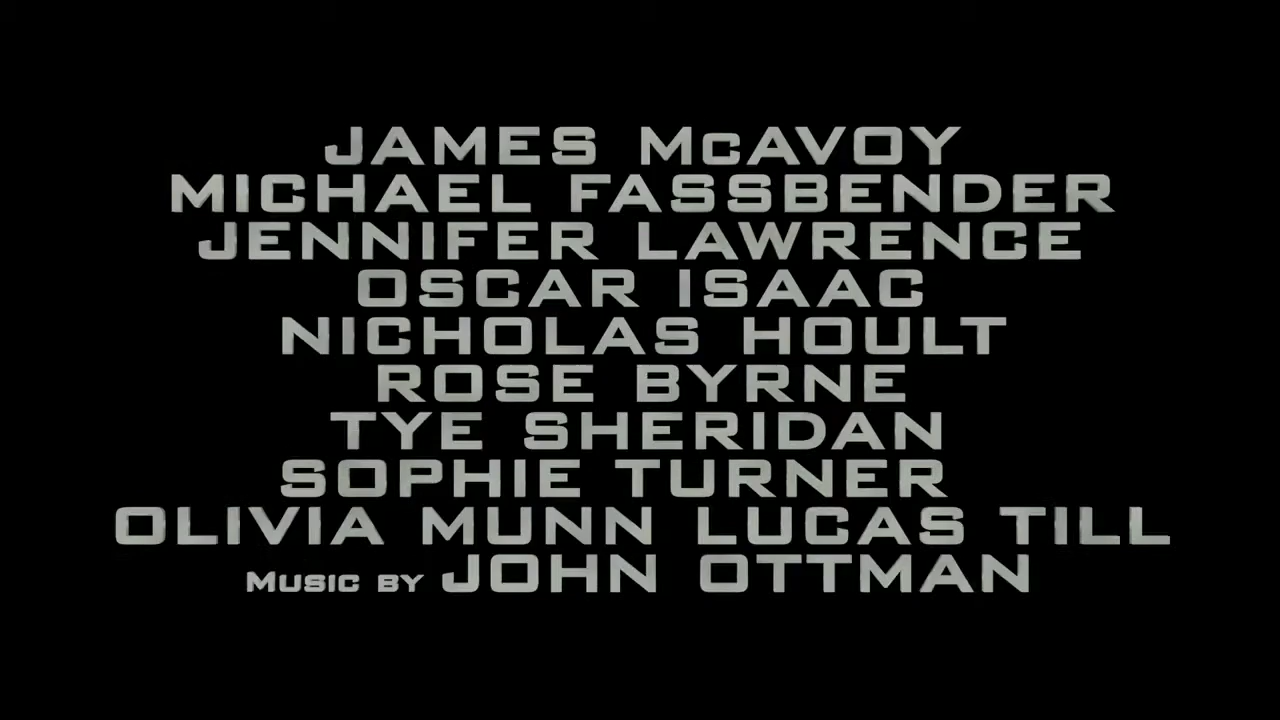 JAMES McAVOY
MICHAEL FASSBENDER
JENNIFER LAWRENCE
OSCAR ISAAC
NICHOLAS HOULT
ROSE BYRNE
TYE SHERIDAN
SOPHIE TURNER
OLIVIA MUNN LUCAS TILL
MUSIC BY JOHN OTTMAN